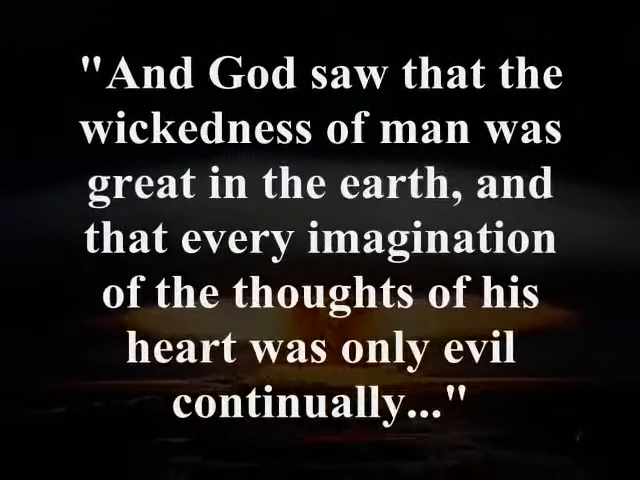 "And God saw that the
wickedness of man was
great in the earth, and
that every imagination
of the thoughts of his
heart was only evil
continually..."